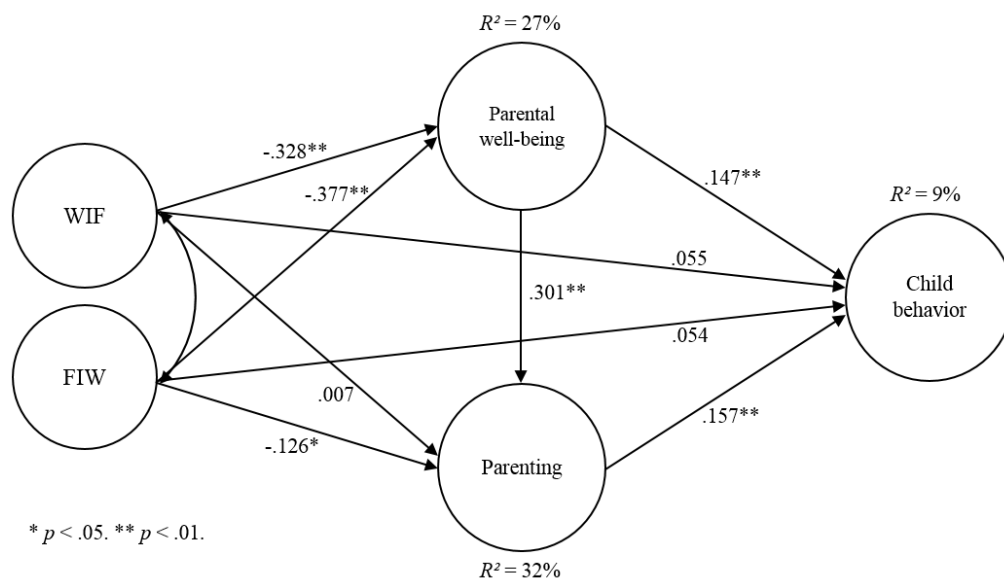 R² = 27%
Parental
well-being
-.328**
-.377**
.147**
R² = 9%
WIF
.055
Child
behavior
.301**
.054
FIW
.007
-.126*
.157**
Parenting
* p < .05. ** p < .01.
R² = 32%